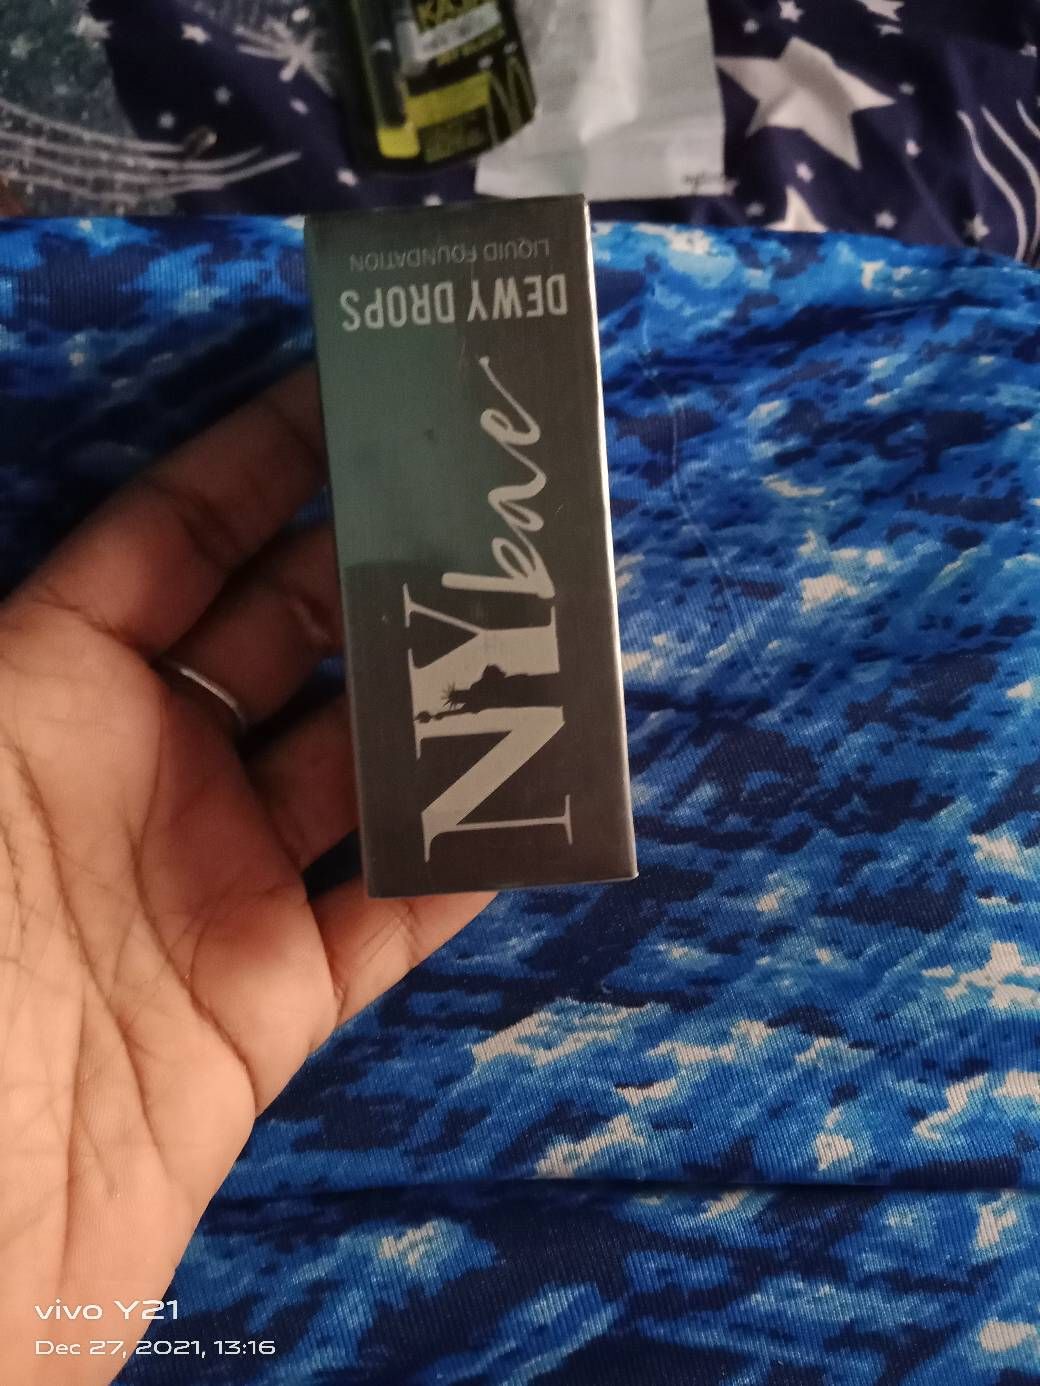 NYbae
DEWY DROPS
LIQUID FOUNDATION
vivo Y21
Dec 27, 2021, 13:16